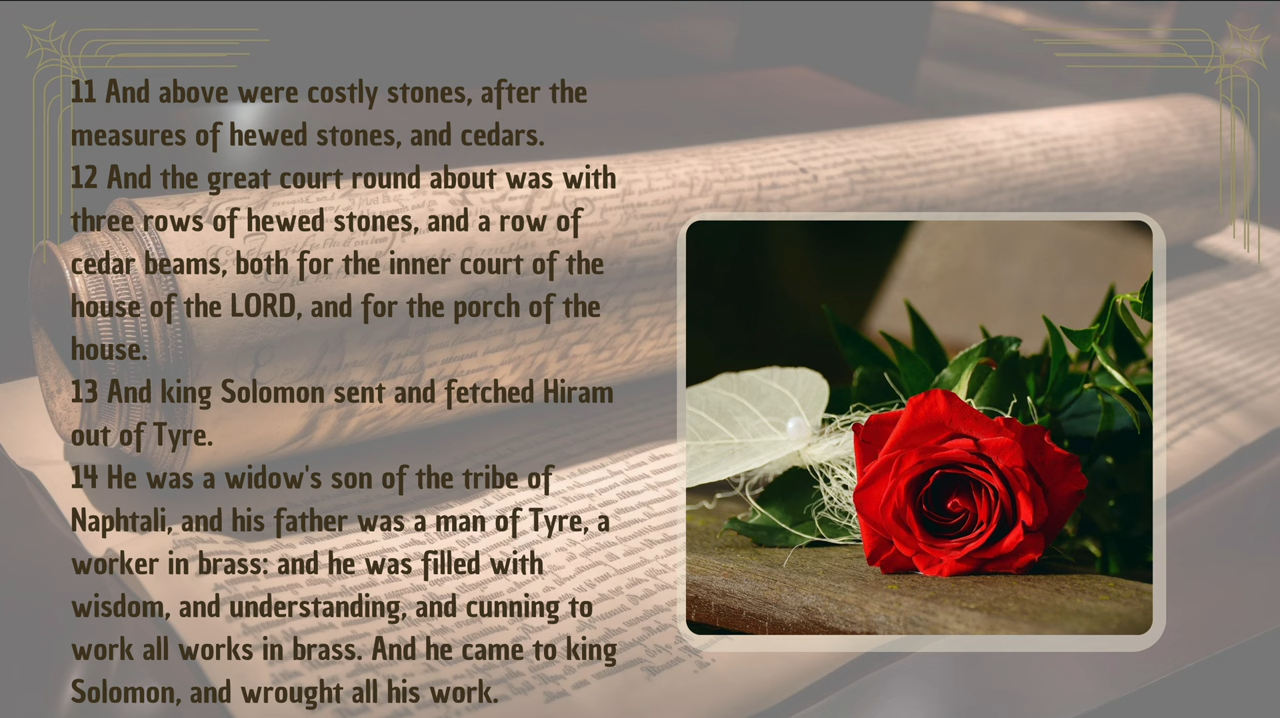 11 And above were costly stones, after the
measures of hewed stones, and cedars.
12 And the great court round about was with
three rows of hewed stones, and a row of
cedar beams, both for the inner court of the
house of the LORD, and for the porch of the
house.
13 And king Solomon sent and fetched Hiram
out of Tyre.
14 He was a widow's son of the tribe of
Naphtali, and his father was a man of Tyre, a
worker in brass: and he was filled with
wisdom, and understanding, and cunning to
work all works in brass. And he came to king
Solomon, and wrought all his work.